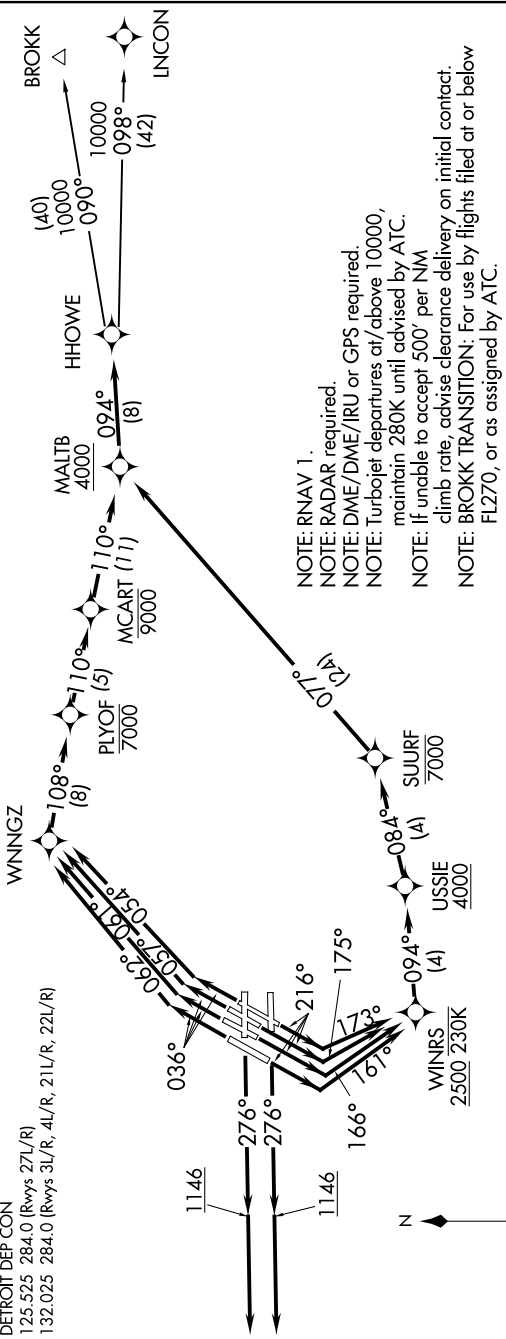 DETROIT DEP CON
125.525 284.0 (Rwys 27L/R)
132.025 284.0 (Rwys 3L/R, 4L/R, 21L/R, 22L/R)
WNNGZ
108°
(8)
PLYOF
7000
110°
(5)
MCART
9000
110°
(11)
MALTB
4000
094°
(8)
HHOWE
(40)
10000
090°
BROKK
10000
098°
(42)
LNCON
062°
057°
061°
054°
036°
216°
276°
276°
1146
1146
175°
173°
166°
161°
WINRS
2500 230K
094°
(4)
USSIE
4000
084°
(4)
SUURF
7000
077°
(24)
N
NOTE: RNAV 1.
NOTE: RADAR required.
NOTE: DME/DME/IRU or GPS required.
NOTE: Turbojet departures at/above 10000,
maintain 280K until advised by ATC.
NOTE: If unable to accept 500' per NM
climb rate, advise clearance delivery on initial contact.
NOTE: BROKK TRANSITION: For use by flights filed at or below
FL270, or as assigned by ATC.